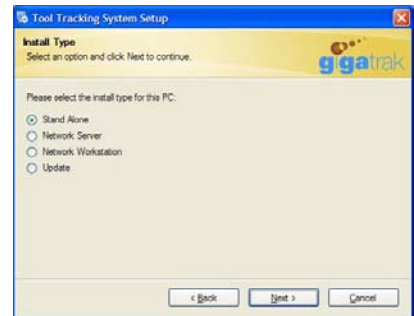 Tool Tracking System Setup
Install Type
Select an option and click Next to continue.
gigatrak
Please select the install type for this PC:
Stand Alone
Network Server
Network Workstation
Update
< Back
Next >
Cancel